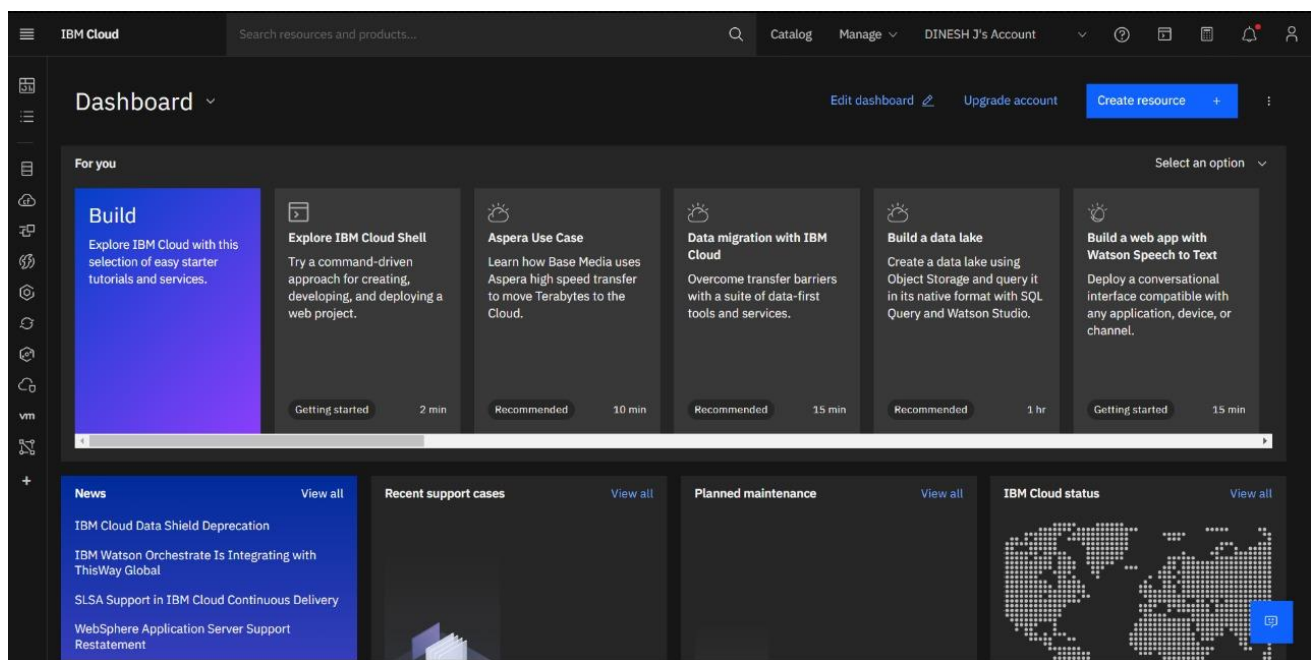 IBM Cloud
Search resources and products...
Catalog
Manage
DINESH J's Account
Dashboard
Edit dashboard
Upgrade account
Create resource +
For you
Select an option
Build
Explore IBM Cloud with this
selection of easy starter
tutorials and services.
Explore IBM Cloud Shell
Try a command-driven
approach for creating,
developing, and deploying a
web project.
Getting started
2 min
Aspera Use Case
Learn how Base Media uses
Aspera high speed transfer
to move Terabytes to the
Cloud.
Recommended
10 min
Data migration with IBM
Cloud
Overcome transfer barriers
with a suite of data-first
tools and services.
Recommended
15 min
Build a data lake
Create a data lake using
Object Storage and query it
in its native format with SQL
Query and Watson Studio.
Recommended
1 hr
Build a web app with
Watson Speech to Text
Deploy a conversational
interface compatible with
any application, device, or
channel.
Getting started
15 min
vm
News
View all
IBM Cloud Data Shield Deprecation
IBM Watson Orchestrate Is Integrating with
ThisWay Global
SLSA Support in IBM Cloud Continuous Delivery
WebSphere Application Server Support
Restatement
Recent support cases
View all
Planned maintenance
View all
IBM Cloud status
View all